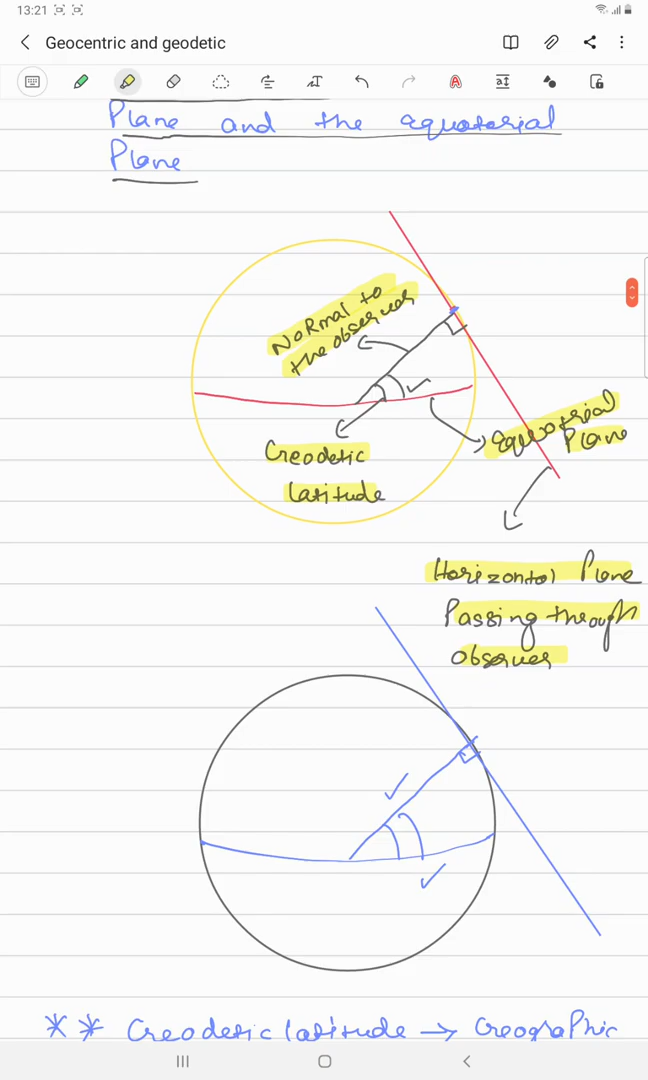 13:21
Geocentric and geodetic
Plane and the equatorial
Plane
Normal to
the observer
Geodetic
latitude
equatorial
Plane
Horizontal Plane
Passing through
observer
** Geodetic latitude → Geographic